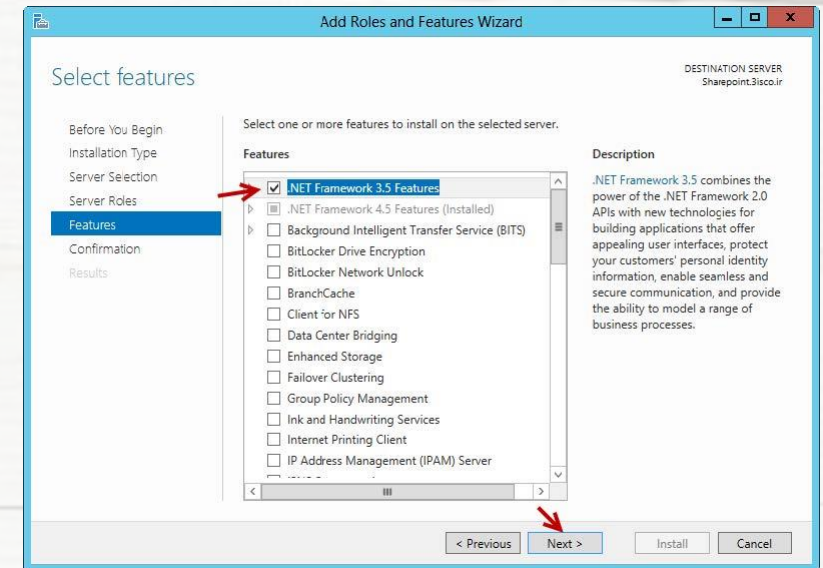 Add Roles and Features Wizard
Select features
DESTINATION SERVER
Sharepoint.3isco.ir
Before You Begin
Installation Type
Server Selection
Server Roles
Features
Confirmation
Results
Select one or more features to install on the selected server.
Features
.NET Framework 3.5 Features
.NET Framework 4.5 Features (Installed)
Background Intelligent Transfer Service (BITS)
BitLocker Drive Encryption
BitLocker Network Unlock
BranchCache
Client for NFS
Data Center Bridging
Enhanced Storage
Failover Clustering
Group Policy Management
Ink and Handwriting Services
Internet Printing Client
IP Address Management (IPAM) Server
Description
.NET Framework 3.5 combines the
power of the .NET Framework 2.0
APIs with new technologies for
building applications that offer
appealing user interfaces, protect
your customers' personal identity
information, enable seamless and
secure communication, and provide
the ability to model a range of
business processes.
< Previous
Next >
Install
Cancel